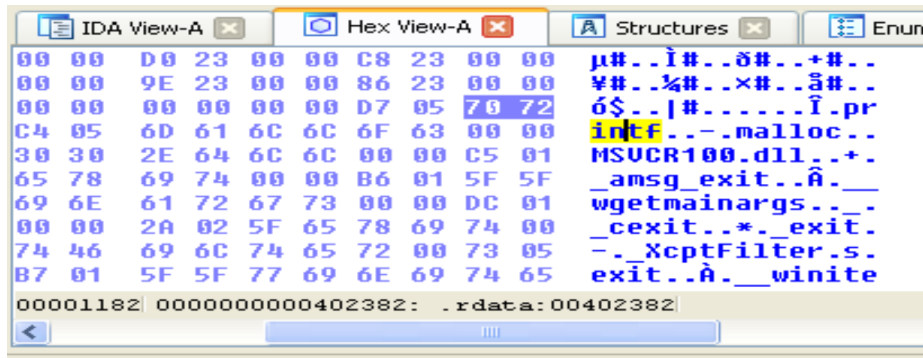 IDA View-A Hex View-A Structures Enum
00 00 D0 23 00 00 C8 23 00 00 µ#..Ì#..ð#..+#..
00 00 9E 23 00 00 86 23 00 00 ¥#..¼#..×#..å#..
00 00 00 00 00 00 D7 05 70 72 ó$..|#......Î.pr
C4 05 6D 61 6C 6C 6F 63 00 00 intf..-.malloc..
30 30 2E 64 6C 6C 00 00 C5 01 MSVCR100.dll..+.
65 78 69 74 00 00 B6 01 5F 5F _amsg_exit..Â.__
69 6E 61 72 67 73 00 00 DC 01 wgetmainargs.._.
00 00 2A 02 5F 65 78 69 74 00 _cexit..*._exit.
74 46 69 6C 74 65 72 00 73 05 -._XcptFilter.s.
B7 01 5F 5F 77 69 6E 69 74 65 exit..À.__winite
00001182 0000000000402382: .rdata:00402382